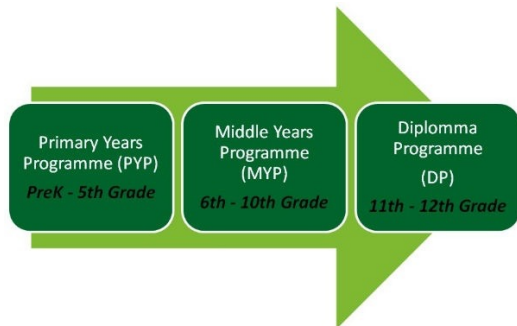 Primary Years
Programme (PYP)
PreK - 5th Grade
Middle Years
Programme
(MYP)
6th - 10th Grade
Diplomma
Programme
(DP)
11th - 12th Grade